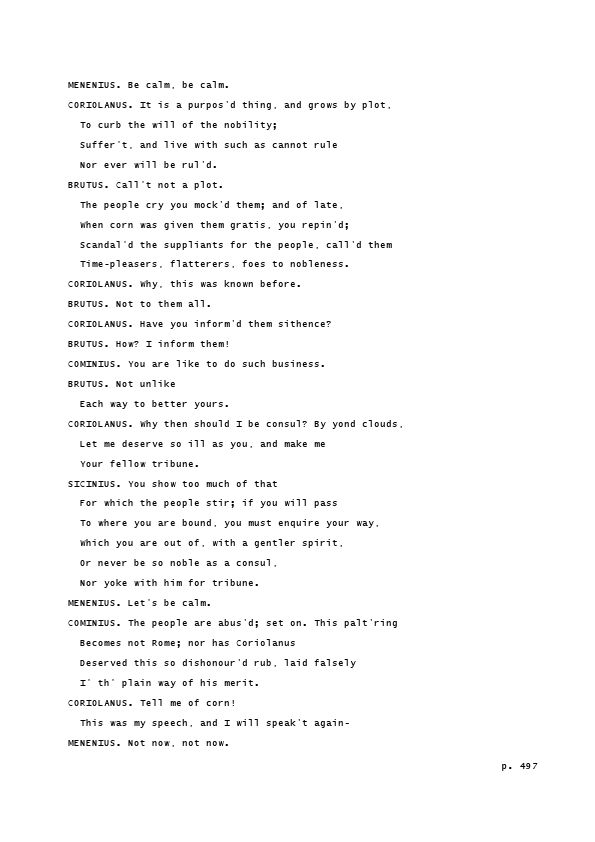 MENENIUS. Be calm, be calm.
CORIOLANUS. It is a purpos'd thing, and grows by plot,
To curb the will of the nobility;
Suffer't, and live with such as cannot rule
Nor ever will be rul'd.
BRUTUS. Call't not a plot.
The people cry you mock'd them; and of late,
When corn was given them gratis, you repin'd;
Scandal'd the suppliants for the people, call'd them
Time-pleasers, flatterers, foes to nobleness.
CORIOLANUS. Why, this was known before.
BRUTUS. Not to them all.
CORIOLANUS. Have you inform'd them sithence?
BRUTUS. How? I inform them!
COMINIUS. You are like to do such business.
BRUTUS. Not unlike
Each way to better yours.
CORIOLANUS. Why then should I be consul? By yond clouds,
Let me deserve so ill as you, and make me
Your fellow tribune.
SICINIUS. You show too much of that
For which the people stir; if you will pass
To where you are bound, you must enquire your way,
Which you are out of, with a gentler spirit,
Or never be so noble as a consul,
Nor yoke with him for tribune.
MENENIUS. Let's be calm.
COMINIUS. The people are abus'd; set on. This palt'ring
Becomes not Rome; nor has Coriolanus
Deserved this so dishonour'd rub, laid falsely
I' th' plain way of his merit.
CORIOLANUS. Tell me of corn!
This was my speech, and I will speak't again-
MENENIUS. Not now, not now.
p. 497